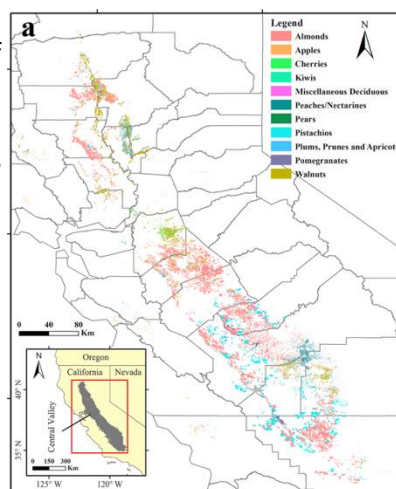 a
Legend
Almonds
Apples
Cherries
Kiwis
Miscellaneous Deciduous
Peaches/Nectarines
Pears
Pistachios
Plums, Prunes and Apricots
Pomegranates
Walnuts
N
0 40 80
Km
N
Oregon
California Nevada
Central Valley
0 150 300
Km
40° N
35° N
125° W 120° W